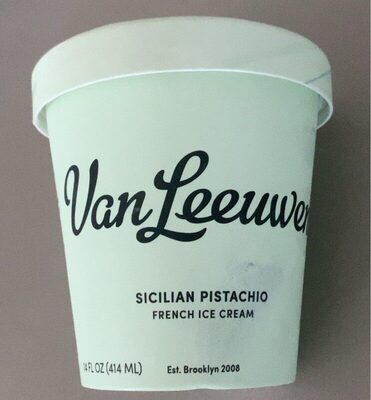 Van Leeuwen
SICILIAN PISTACHIO
FRENCH ICE CREAM
14 FL OZ (414 ML) Est. Brooklyn 2008